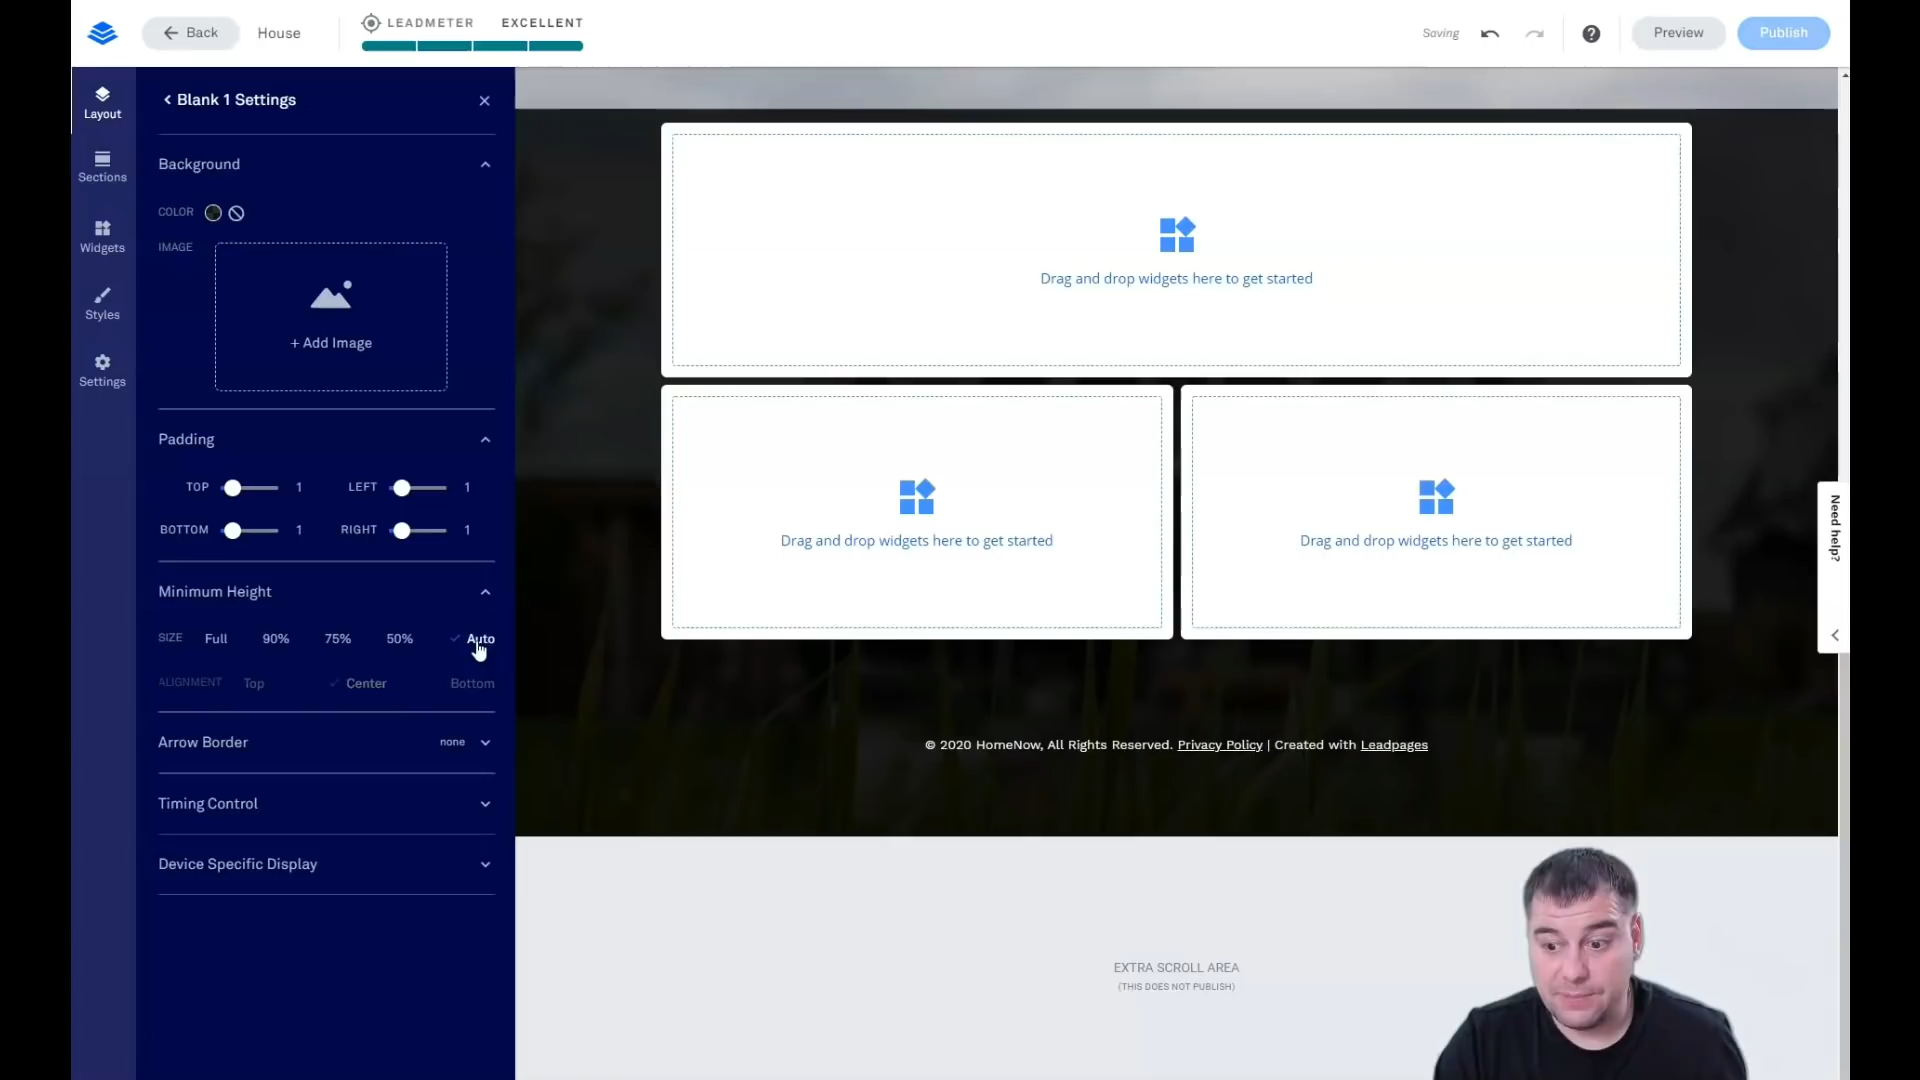 Back
House
LEADMETER EXCELLENT
Saving
Preview
Publish
Layout
Sections
Widgets
Styles
Settings
Blank 1 Settings
Background
COLOR
IMAGE
+ Add Image
Padding
TOP 1 LEFT 1
BOTTOM 1 RIGHT 1
Minimum Height
SIZE Full 90% 75% 50% Auto
ALIGNMENT Top Center Bottom
Arrow Border none
Timing Control
Device Specific Display
Drag and drop widgets here to get started
Drag and drop widgets here to get started
Drag and drop widgets here to get started
© 2020 HomeNow, All Rights Reserved. Privacy Policy | Created with Leadpages
EXTRA SCROLL AREA
(THIS DOES NOT PUBLISH)
Need help?